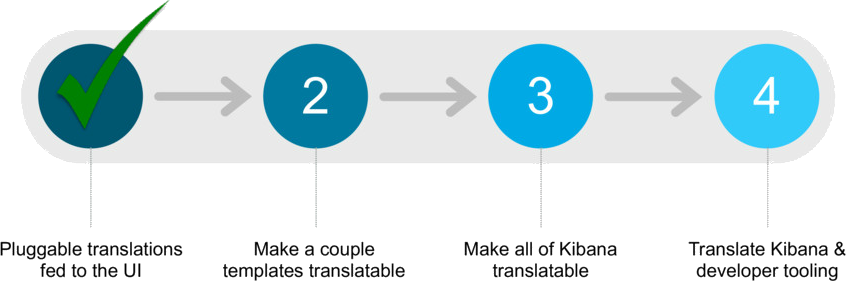 2
3
4
Pluggable translations
fed to the UI
Make a couple
templates translatable
Make all of Kibana
translatable
Translate Kibana &
developer tooling